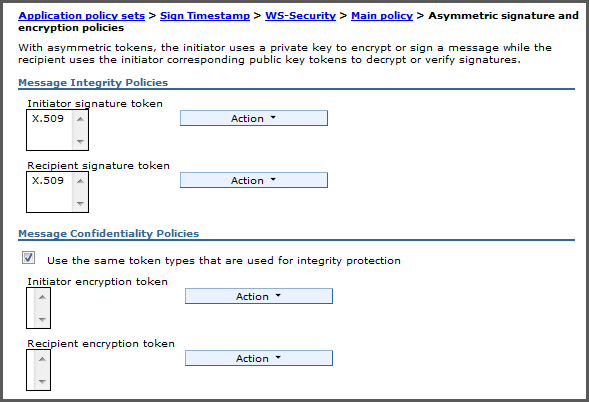 Application policy sets > Sign Timestamp > WS-Security > Main policy > Asymmetric signature and
encryption policies
With asymmetric tokens, the initiator uses a private key to encrypt or sign a message while the
recipient uses the initiator corresponding public key tokens to decrypt or verify signatures.
Message Integrity Policies
Initiator signature token
X.509
Action
Recipient signature token
X.509
Action
Message Confidentiality Policies
Use the same token types that are used for integrity protection
Initiator encryption token
Action
Recipient encryption token
Action